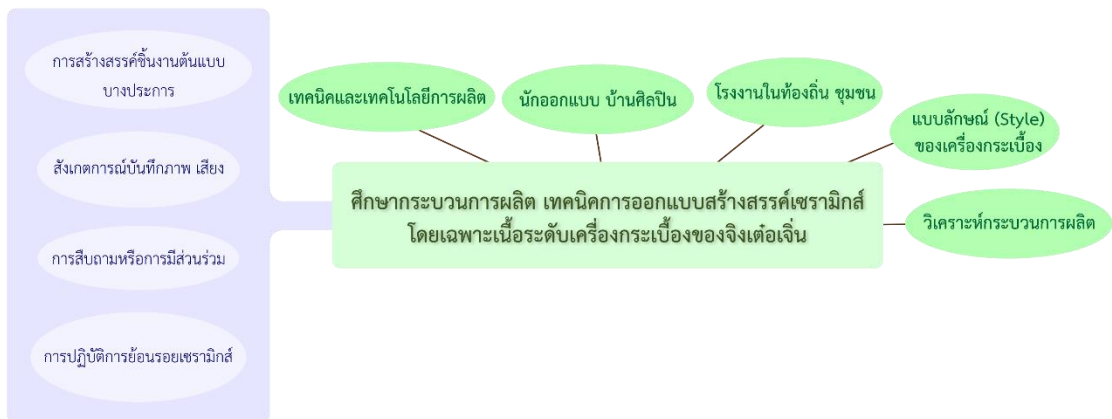 การสร้างสรรค์ชิ้นงานต้นแบบ
บางประการ
สังเกตการณ์บันทึกภาพ เสียง
การสืบถามหรือการมีส่วนร่วม
การปฏิบัติการย้อนรอยเซรามิกส์
เทคนิคและเทคโนโลยีการผลิต
นักออกแบบ บ้านศิลปิน
โรงงานในท้องถิ่น ชุมชน
แบบลักษณ์ (Style)
ของเครื่องกระเบื้อง
วิเคราะห์กระบวนการผลิต
ศึกษากระบวนการผลิต เทคนิคการออกแบบสร้างสรรค์เซรามิกส์
โดยเฉพาะเนื้อระดับเครื่องกระเบื้องของจิงเต๋อเจิ่น